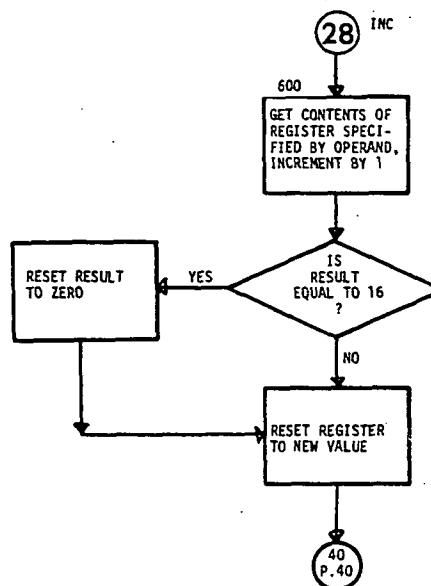 28 INC
600
GET CONTENTS OF
REGISTER SPECI-
FIED BY OPERAND,
INCREMENT BY 1
IS
RESULT
EQUAL TO 16
?
YES
RESET RESULT
TO ZERO
NO
RESET REGISTER
TO NEW VALUE
40
P.40